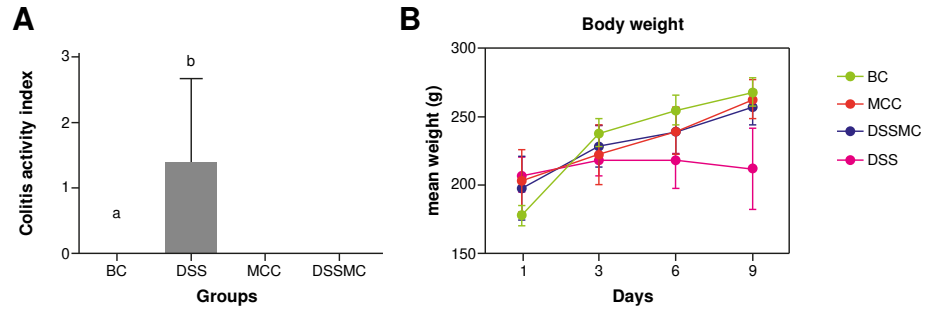 A
Colitis activity index
3
2
1
0
a
b
BC DSS MCC DSSMC
Groups
B
Body weight
mean weight (g)
300
250
200
150
1 3 6 9
Days
BC
MCC
DSSMC
DSS